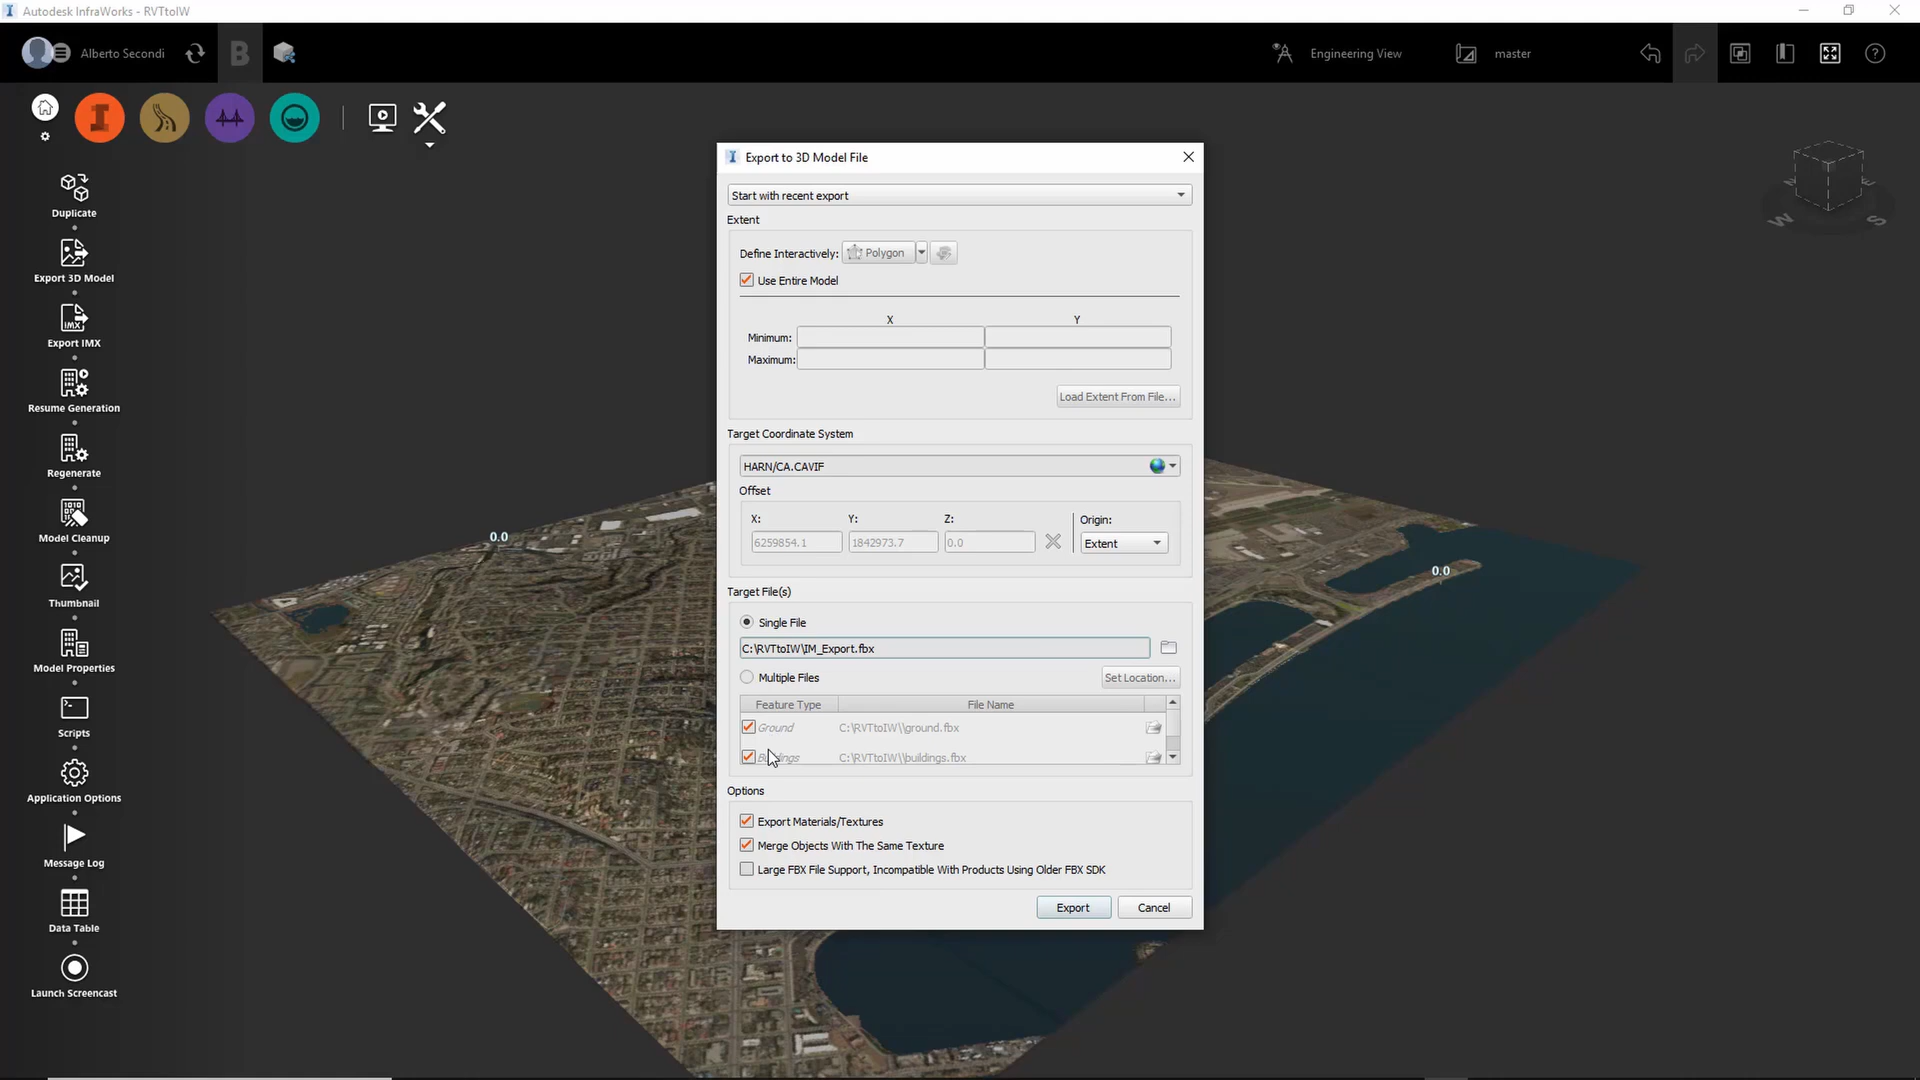 Autodesk InfraWorks - RVTtoIW
Alberto Secondi
B
Engineering View
master
Duplicate
Export 3D Model
IMX
Export IMX
Resume Generation
Regenerate
Model Cleanup
Thumbnail
Model Properties
Scripts
Application Options
Message Log
Data Table
Launch Screencast
0.0
0.0
W
S
E
Export to 3D Model File
Start with recent export
Extent
Define Interactively: Polygon
Use Entire Model
X Y
Minimum:
Maximum:
Load Extent From File...
Target Coordinate System
HARN/CA.CAVIF
Offset
X: Y: Z: Origin:
6259854.1 1842973.7 0.0 Extent
Target File(s)
Single File
C:\RVTtoIW\IM_Export.fbx
Multiple Files Set Location...
Feature Type File Name
Ground C:\RVTtoIW\\ground.fbx
Buildings C:\RVTtoIW\\buildings.fbx
Options
Export Materials/Textures
Merge Objects With The Same Texture
Large FBX File Support, Incompatible With Products Using Older FBX SDK
Export Cancel